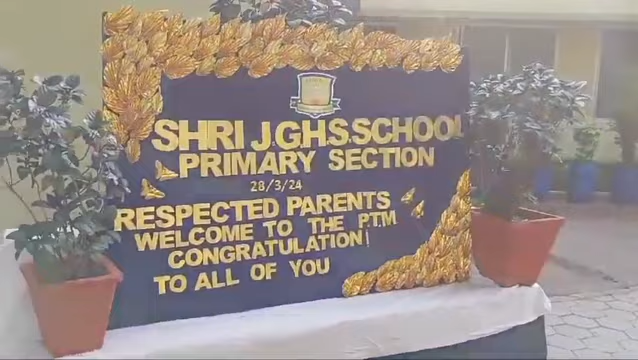 SHRI J.G.H.S.SCHOOL
PRIMARY SECTION
28/3/24
RESPECTED PARENTS
WELCOME TO THE P.T.M
CONGRATULATION!
TO ALL OF YOU